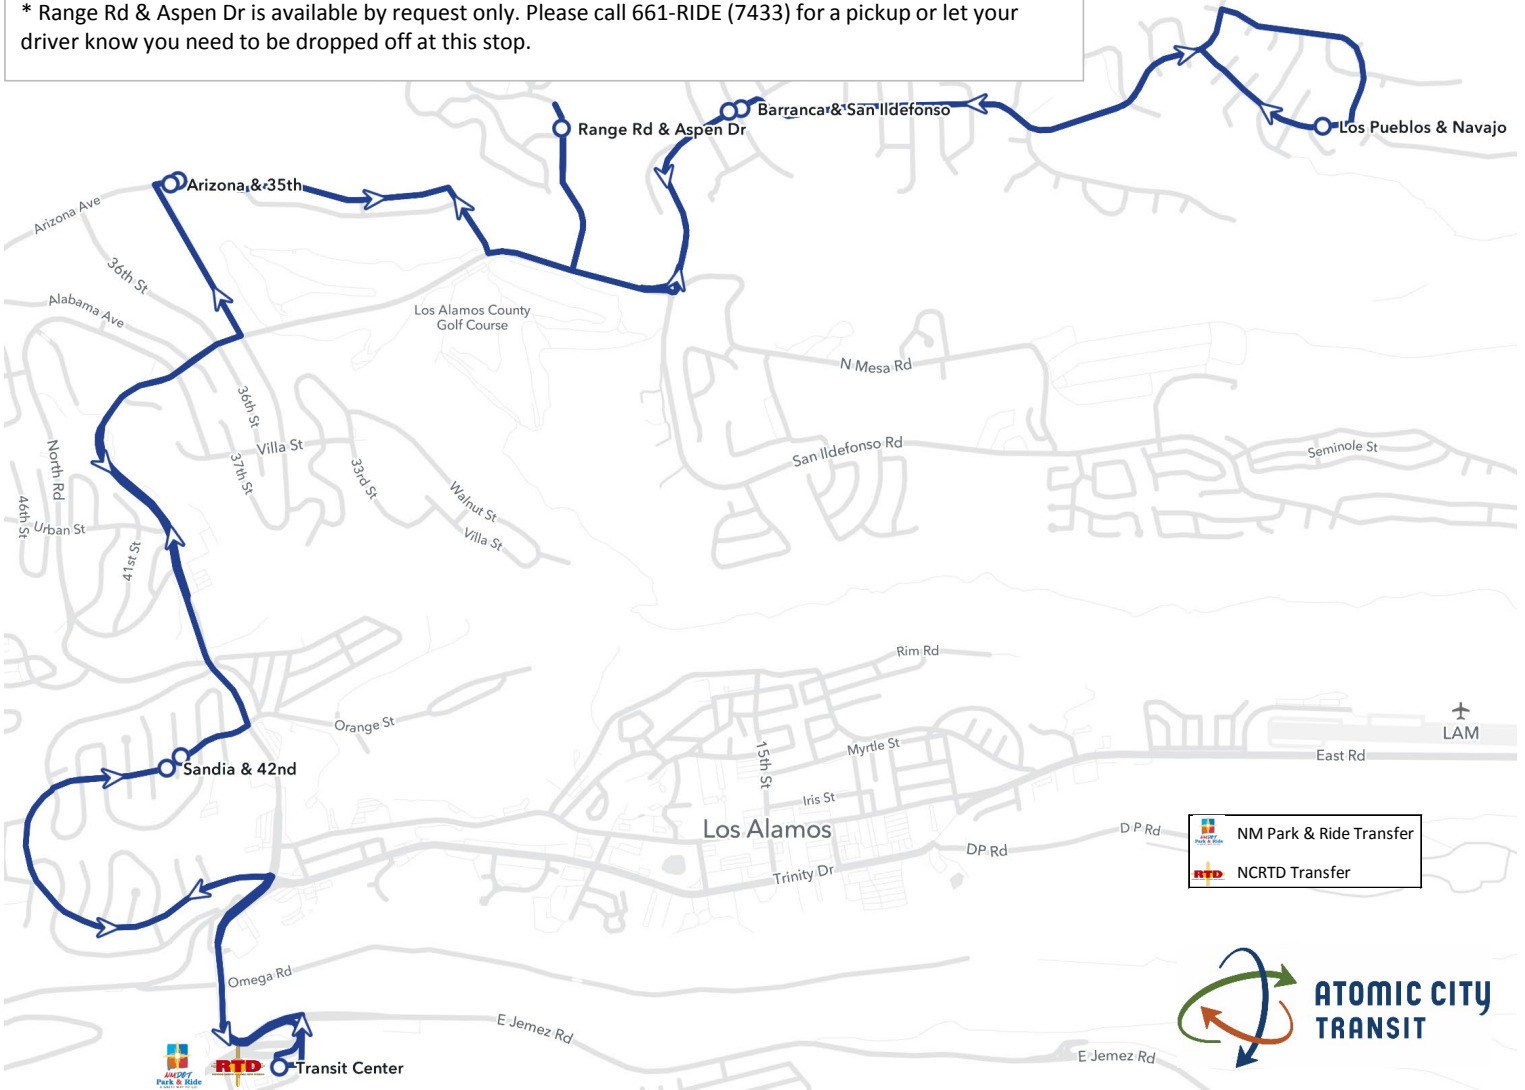 * Range Rd & Aspen Dr is available by request only. Please call 661-RIDE (7433) for a pickup or let your
driver know you need to be dropped off at this stop.
Barranca & San Ildefonso
Range Rd & Aspen Dr
Los Pueblos & Navajo
Arizona & 35th
Arizona Ave
36th St
Alabama Ave
Los Alamos County
Golf Course
N Mesa Rd
36th St
Villa St
37th St
33rd St
North Rd
San Ildefonso Rd
Seminole St
Walnut St
46th St
Urban St
Villa St
41st St
Rim Rd
Orange St
LAM
15th St
Myrtle St
East Rd
Sandia & 42nd
Iris St
Los Alamos
D P Rd
DP Rd
Trinity Dr
NM Park & Ride Transfer
NCRTD Transfer
RTD
Omega Rd
E Jemez Rd
E Jemez Rd
ATOMIC CITY
TRANSIT
NMDOT
Park & Ride
RTD
Transit Center